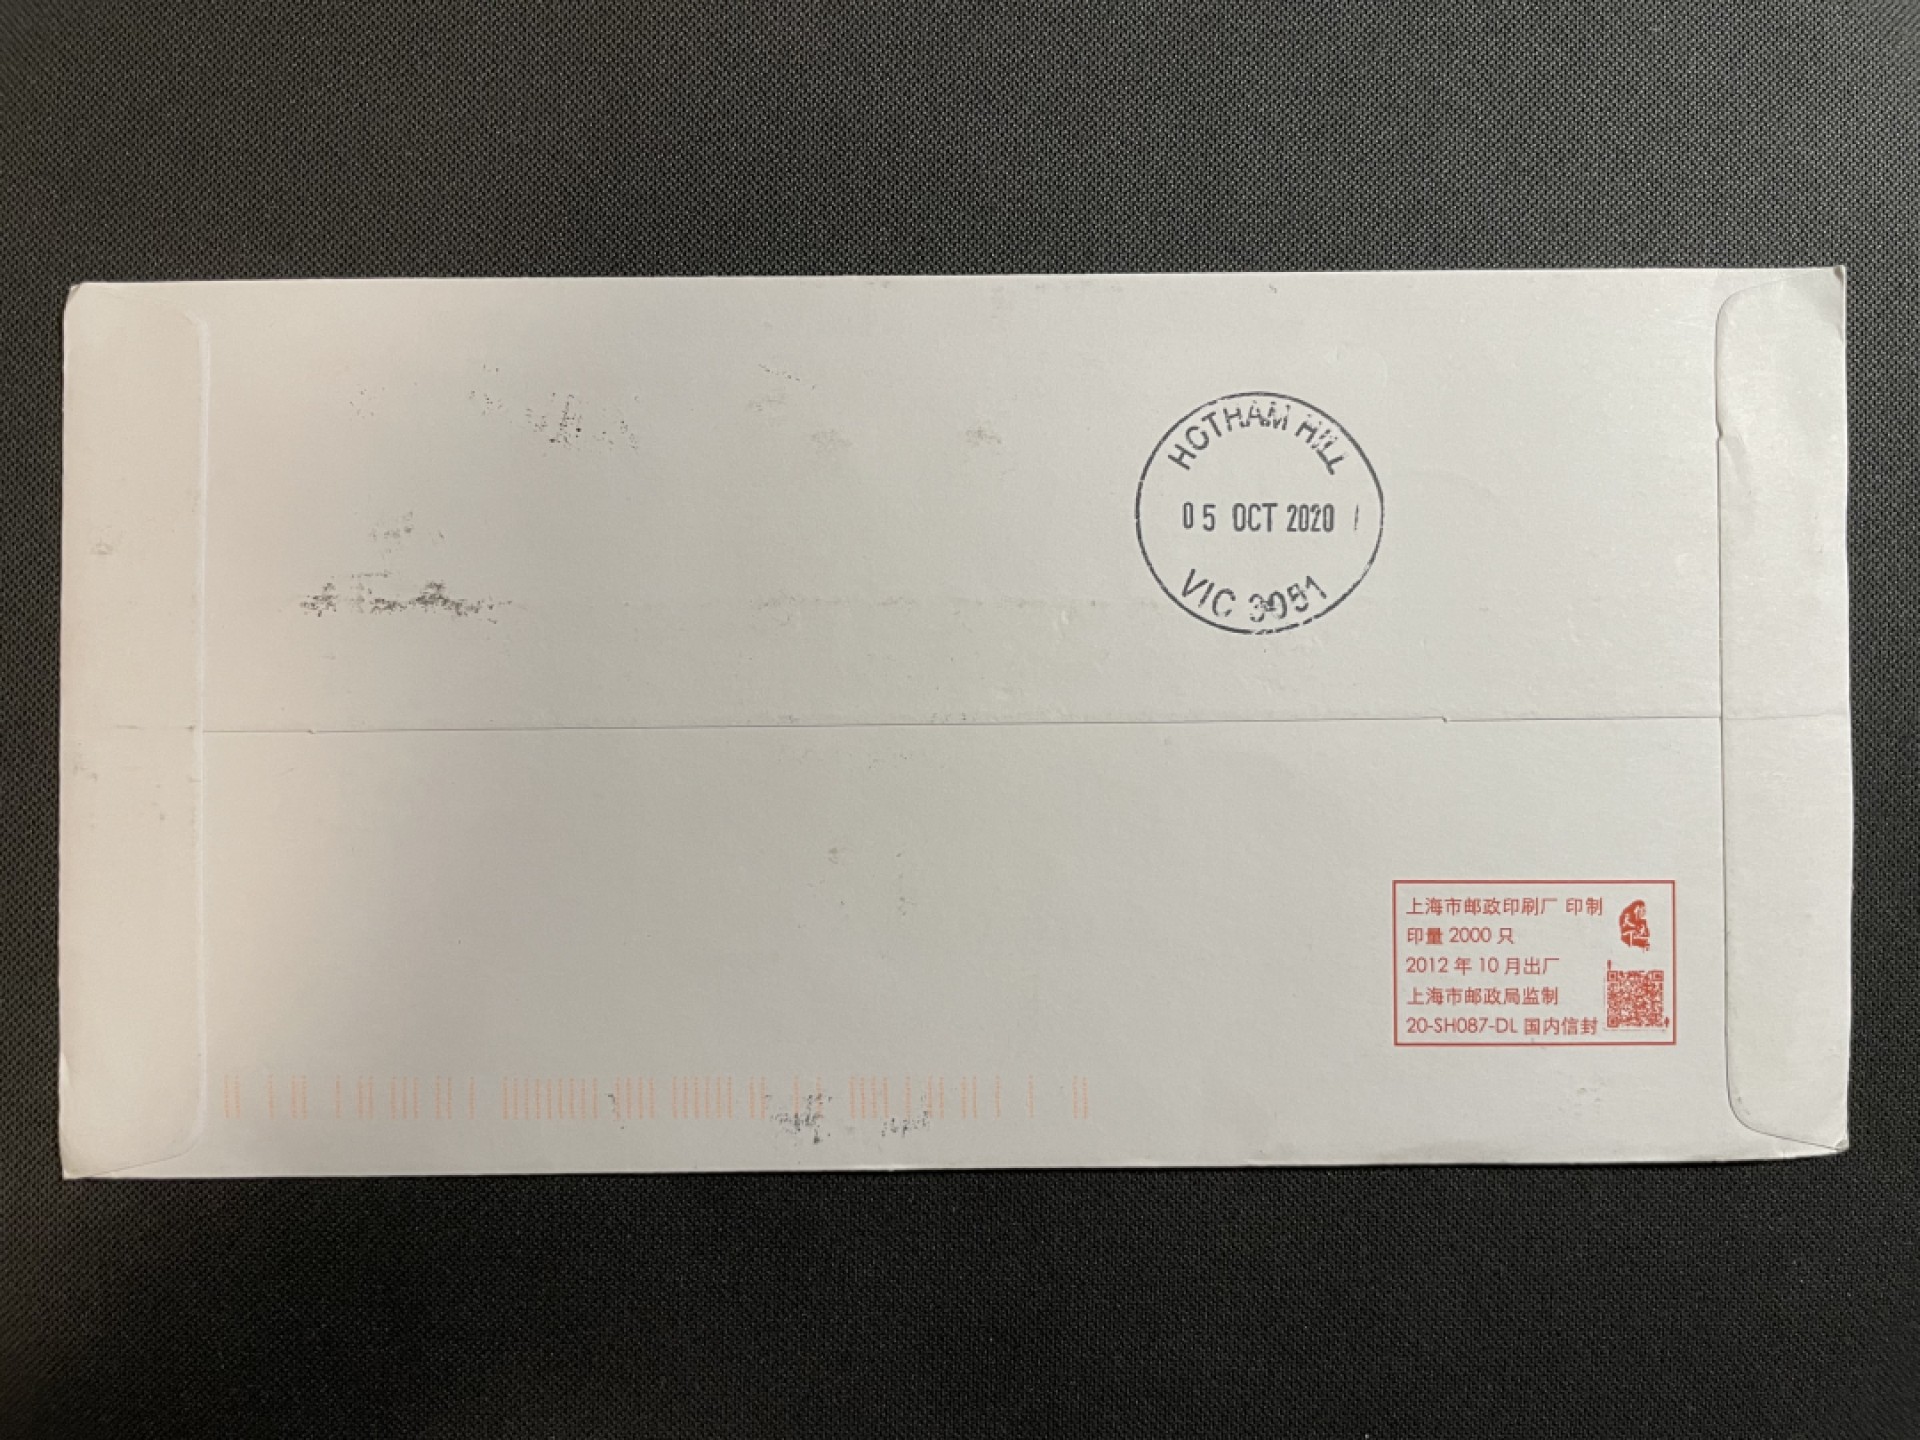 HOTHAM HILL
05 OCT 2020
VIC 3051
上海市邮政印刷厂 印制
印量 2000 只
2012 年 10 月出厂
上海市邮政局监制
20-SH087-DL 国内信封